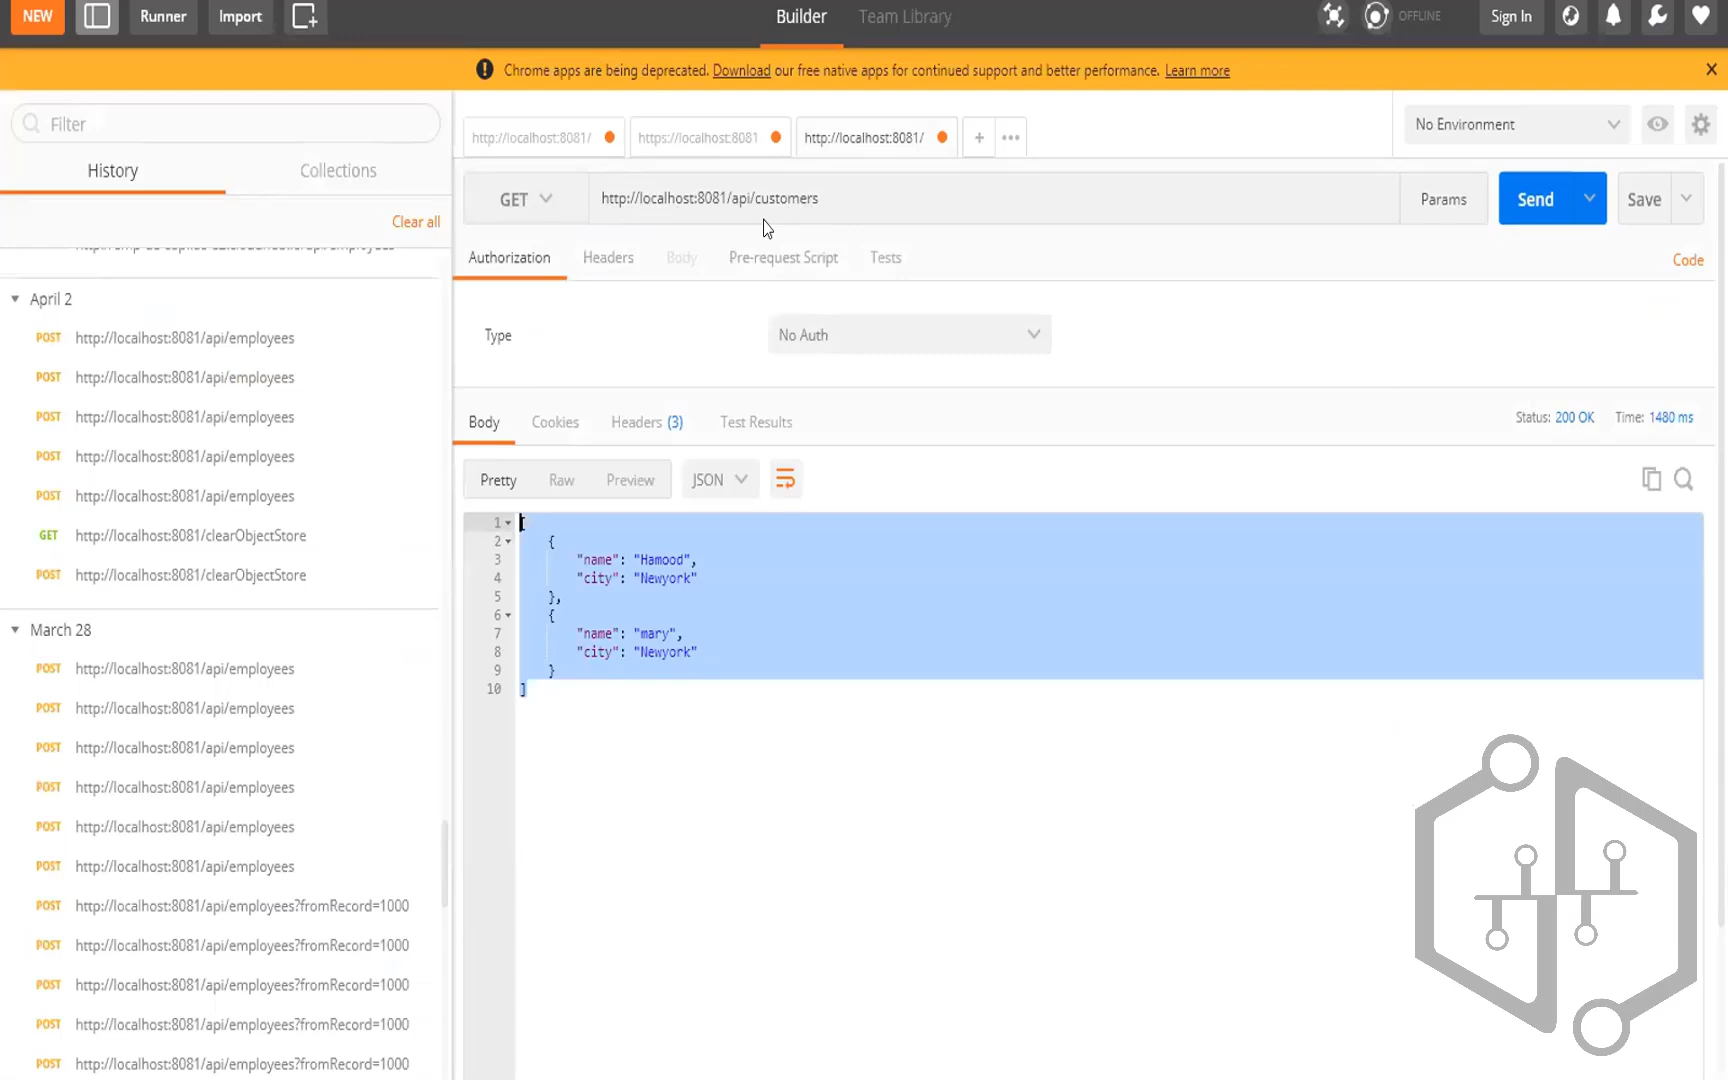 NEW Runner Import Builder Team Library OFFLINE Sign In
Chrome apps are being deprecated. Download our free native apps for continued support and better performance. Learn more
Filter
History Collections
Clear all
April 2
POST http://localhost:8081/api/employees
POST http://localhost:8081/api/employees
POST http://localhost:8081/api/employees
POST http://localhost:8081/api/employees
POST http://localhost:8081/api/employees
GET http://localhost:8081/clearObjectStore
POST http://localhost:8081/clearObjectStore
March 28
POST http://localhost:8081/api/employees
POST http://localhost:8081/api/employees
POST http://localhost:8081/api/employees
POST http://localhost:8081/api/employees
POST http://localhost:8081/api/employees
POST http://localhost:8081/api/employees
POST http://localhost:8081/api/employees?fromRecord=1000
POST http://localhost:8081/api/employees?fromRecord=1000
POST http://localhost:8081/api/employees?fromRecord=1000
POST http://localhost:8081/api/employees?fromRecord=1000
POST http://localhost:8081/api/employees?fromRecord=1000
http://localhost:8081/ https://localhost:8081 http://localhost:8081/ + ••• No Environment
GET http://localhost:8081/api/customers Params Send Save
Authorization Headers Body Pre-request Script Tests Code
Type No Auth
Body Cookies Headers (3) Test Results Status: 200 OK Time: 1480 ms
Pretty Raw Preview JSON
1 [
2 {
3 "name": "Hamood",
4 "city": "Newyork"
5 },
6 {
7 "name": "mary",
8 "city": "Newyork"
9 }
10 ]